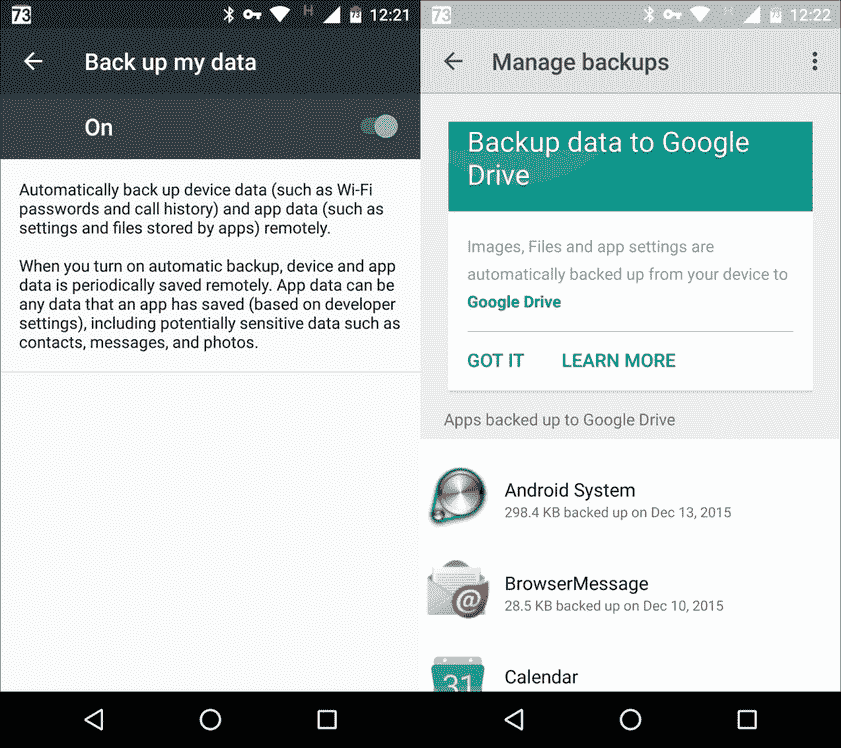 73 H 73 12:21
Back up my data
On
Automatically back up device data (such as Wi-Fi
passwords and call history) and app data (such as
settings and files stored by apps) remotely.
When you turn on automatic backup, device and app
data is periodically saved remotely. App data can be
any data that an app has saved (based on developer
settings), including potentially sensitive data such as
contacts, messages, and photos.
73 H 73 12:22
Manage backups
Backup data to Google
Drive
Images, Files and app settings are
automatically backed up from your device to
Google Drive
GOT IT LEARN MORE
Apps backed up to Google Drive
Android System
298.4 KB backed up on Dec 13, 2015
@
BrowserMessage
28.5 KB backed up on Dec 10, 2015
31
Calendar